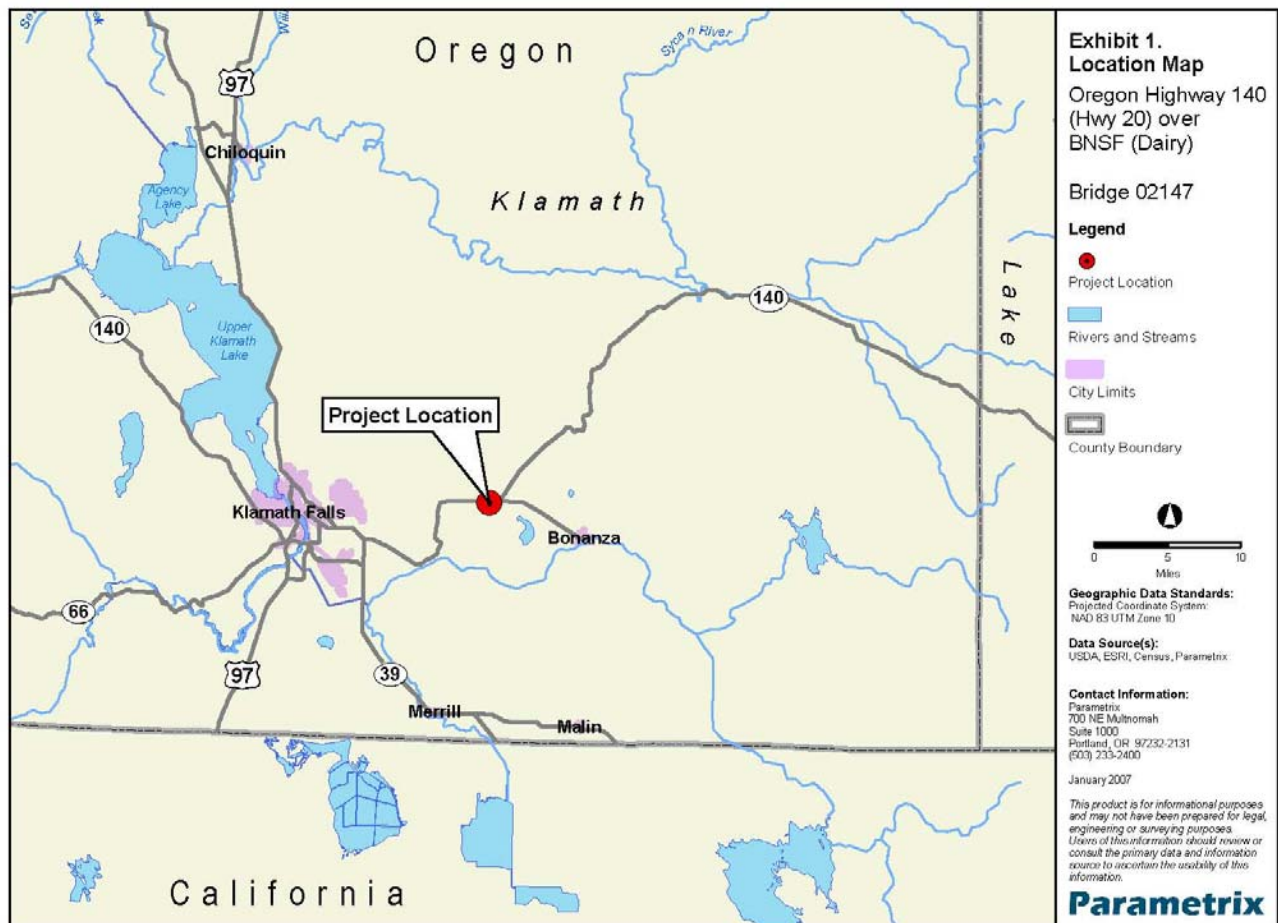 Oregon
Sycan River
97
Chiloquin
Agency
Lake
Klamath
Lake
140
140
Upper
Klamath
Lake
Project Location
Klamath Falls
Bonanza
66
97
39
Merrill
Malin
California
Exhibit 1.
Location Map
Oregon Highway 140
(Hwy 20) over
BNSF (Dairy)
Bridge 02147
Legend
Project Location
Rivers and Streams
City Limits
County Boundary
0 5 10
Miles
Geographic Data Standards:
Projected Coordinate System:
NAD 83 UTM Zone 10
Data Source(s):
USDA, ESRI, Census, Parametrix
Contact Information:
Parametrix
700 NE Multnomah
Suite 1000
Portland, OR 97232-2131
(503) 233-2400
January 2007
This product is for informational purposes
and may not have been prepared for legal,
engineering or surveying purposes.
Users of this information should review or
consult the primary data and information
source to ascertain the usability of this
information.
Parametrix